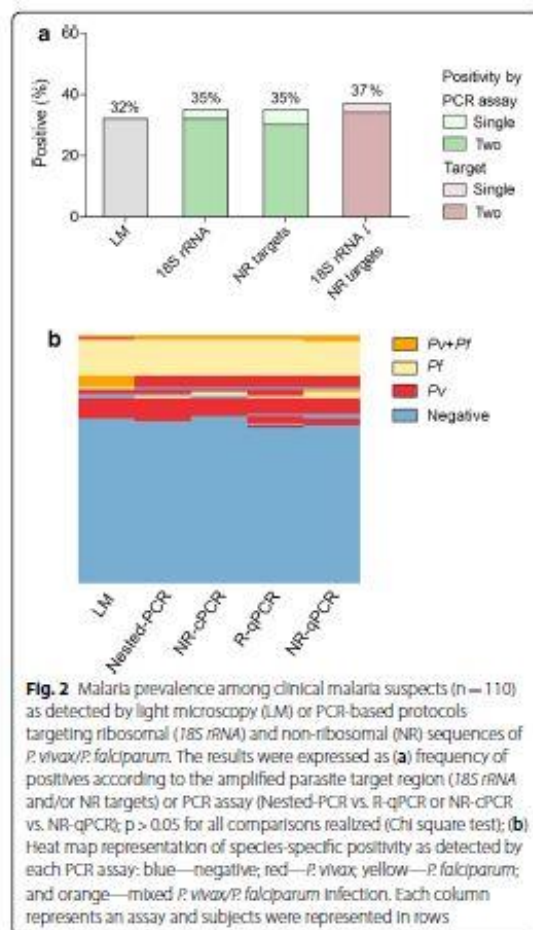 a
60
40
20
0
Positive (%)
32%
35%
35%
37%
LM
18S rRNA
NR targets
18S rRNA /
NR targets
Positivity by
PCR assay
Single
Two
Target
Single
Two
b
Pv+Pf
Pf
Pv
Negative
LM
Nested-PCR
NR-cPCR
R-qPCR
NR-qPCR
Fig. 2 Malaria prevalence among clinical malaria suspects (n = 110)
as detected by light microscopy (LM) or PCR-based protocols
targeting ribosomal (18S rRNA) and non-ribosomal (NR) sequences of
P. vivax/P. falciparum. The results were expressed as (a) frequency of
positives according to the amplified parasite target region (18S rRNA
and/or NR targets) or PCR assay (Nested-PCR vs. R-qPCR or NR-cPCR
vs. NR-qPCR); p > 0.05 for all comparisons realized (Chi square test); (b)
Heat map representation of species-specific positivity as detected by
each PCR assay: blue—negative; red—P. vivax; yellow—P. falciparum;
and orange—mixed P. vivax/P. falciparum infection. Each column
represents an assay and subjects were represented in rows